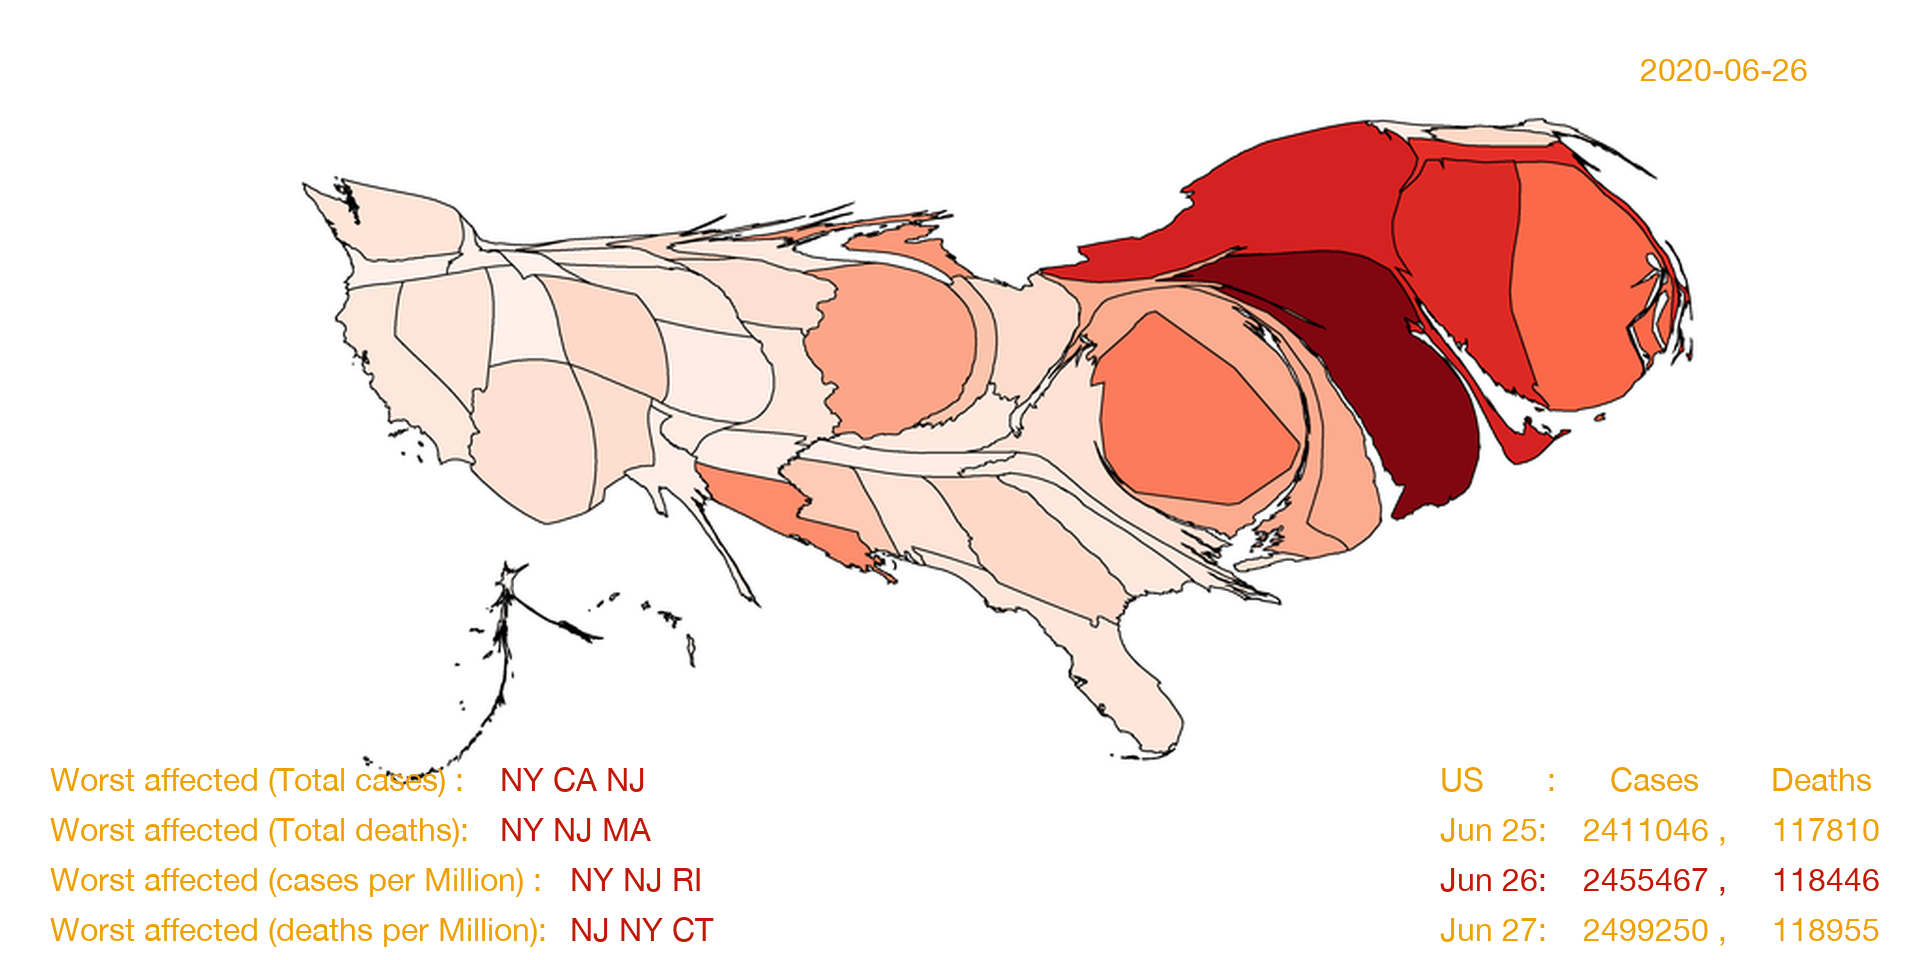 2020-06-26
Worst affected (Total cases) : NY CA NJ
Worst affected (Total deaths): NY NJ MA
Worst affected (cases per Million) : NY NJ RI
Worst affected (deaths per Million): NJ NY CT
US : Cases Deaths
Jun 25: 2411046 , 117810
Jun 26: 2455467 , 118446
Jun 27: 2499250 , 118955